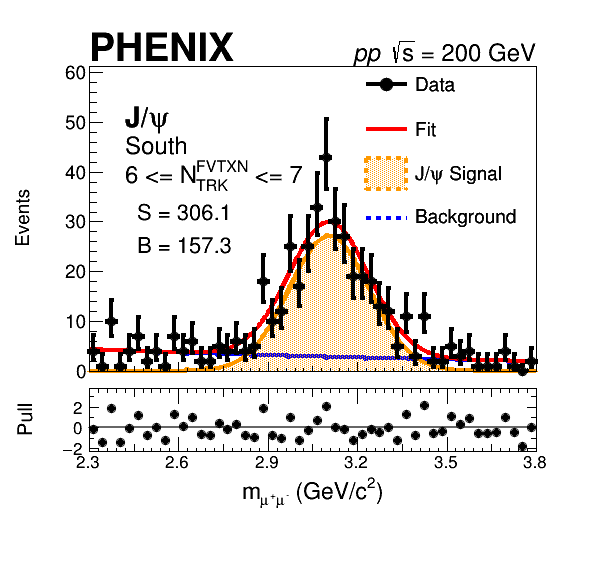 PHENIX
pp √s = 200 GeV
J/ψ
South
6 <= N_TRK^FVTXN <= 7
S = 306.1
B = 157.3
Data
Fit
J/ψ Signal
Background
Events
60
50
40
30
20
10
0
Pull
2
0
−2
2.3 2.6 2.9 3.2 3.5 3.8
m_μ⁺μ⁻ (GeV/c²)